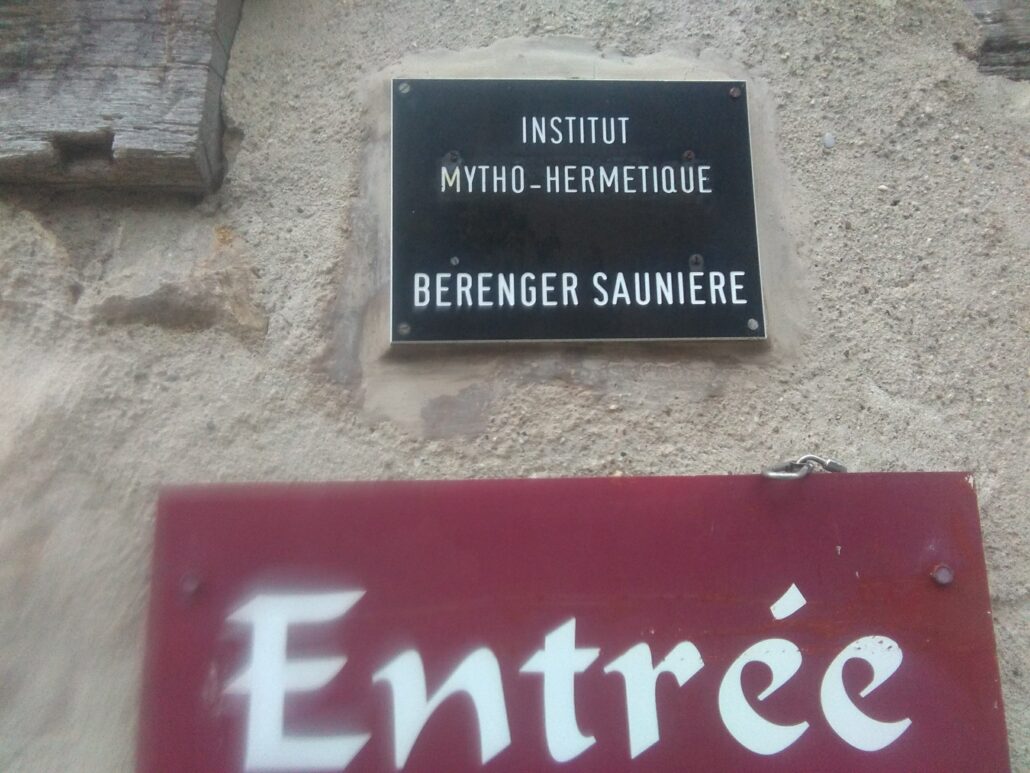 INSTITUT
MYTHO-HERMETIQUE
BERENGER SAUNIERE
Entrée